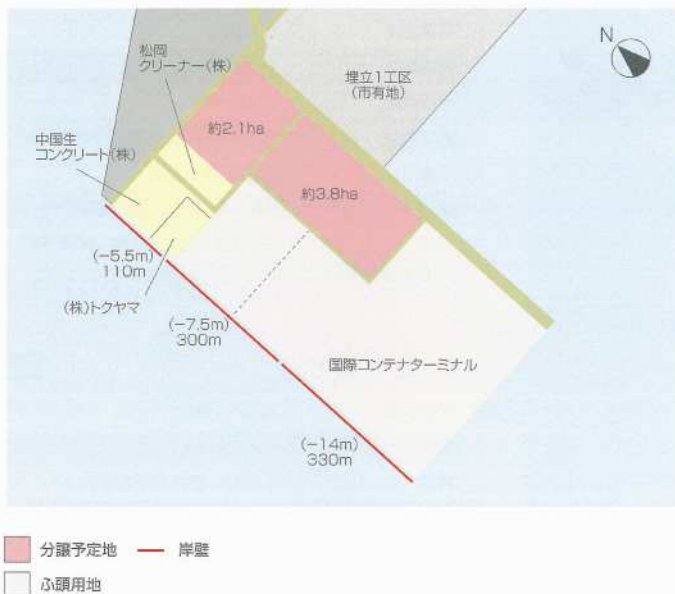 N
松岡
クリーナー(株)
埋立1工区
(市有地)
約2.1ha
中国生
コンクリート(株)
約3.8ha
(−5.5m)
110m
(株)トクヤマ
(−7.5m)
300m
国際コンテナターミナル
(−14m)
330m
分譲予定地
岸壁
ふ頭用地